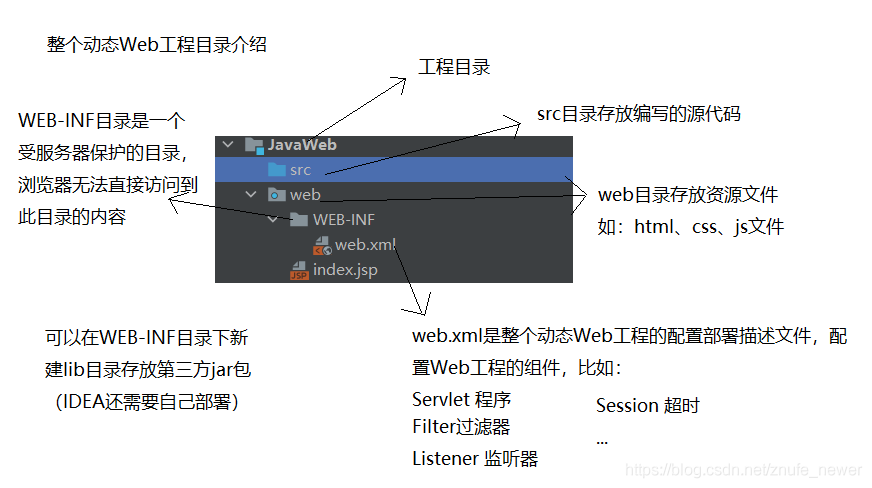 整个动态Web工程目录介绍
工程目录
WEB-INF目录是一个
受服务器保护的目录，
浏览器无法直接访问到
此目录的内容
src目录存放编写的源代码
JavaWeb
src
web
WEB-INF
web.xml
index.jsp
web目录存放资源文件
如：html、css、js文件
可以在WEB-INF目录下新
建lib目录存放第三方jar包
（IDEA还需要自己部署）
web.xml是整个动态Web工程的配置部署描述文件，配
置Web工程的组件，比如：
Servlet 程序
Filter过滤器
Listener 监听器
Session 超时
...
https://blog.csdn.net/znufe_newer